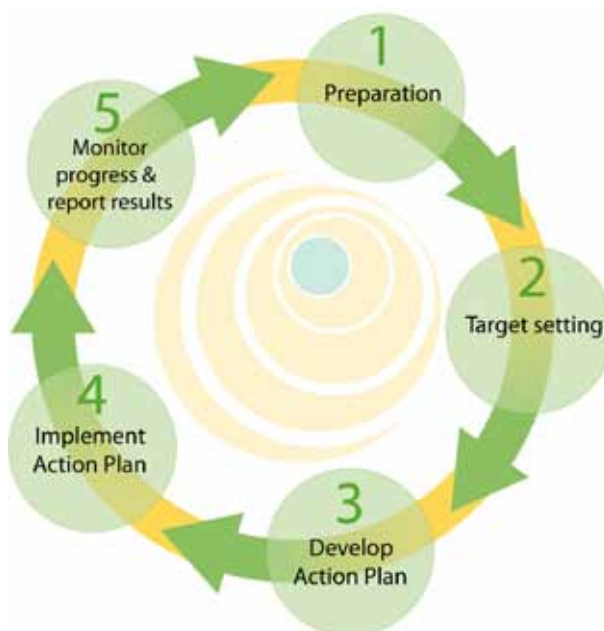 1
Preparation
2
Target setting
3
Develop
Action Plan
4
Implement
Action Plan
5
Monitor
progress &
report results